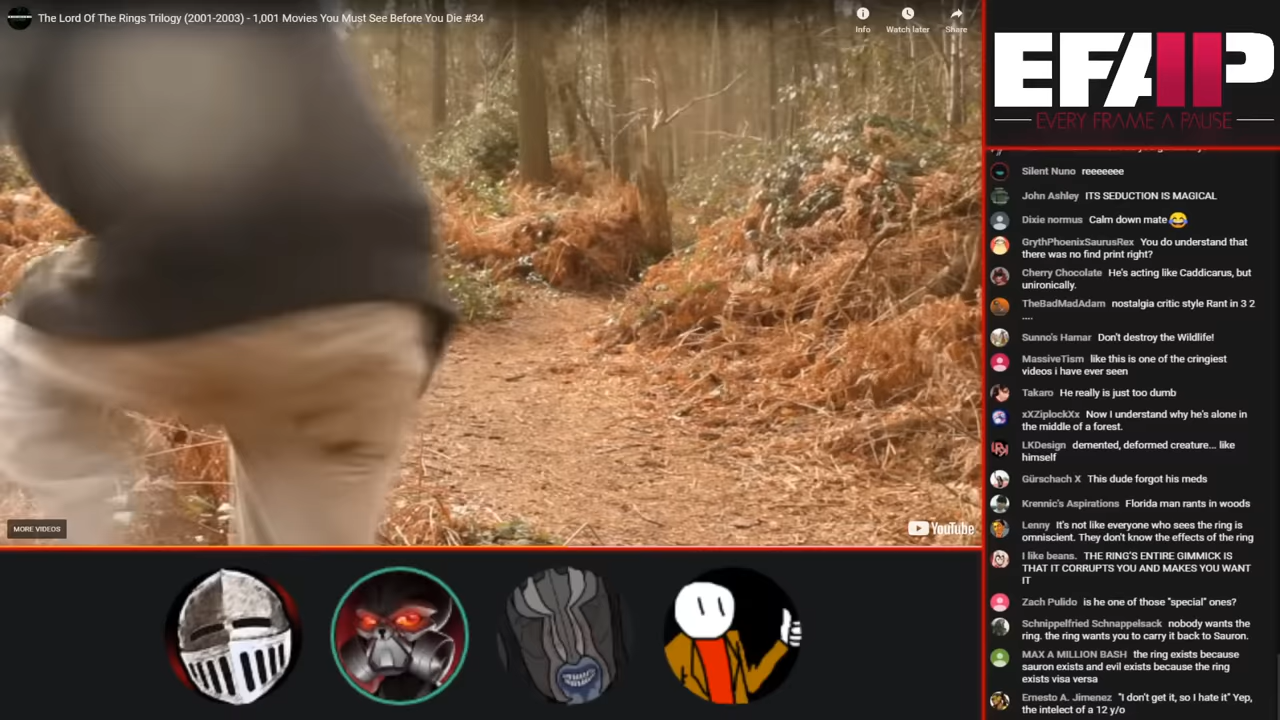 The Lord Of The Rings Trilogy (2001-2003) - 1,001 Movies You Must See Before You Die #34
Info
Watch later
Share
MORE VIDEOS
YouTube
EFAP
EVERY FRAME A PAUSE
Silent Nuno reeeeeee
John Ashley ITS SEDUCTION IS MAGICAL
Dixie normus Calm down mate 😂
GrythPhoenixSaurusRex You do understand that
there was no find print right?
Cherry Chocolate He's acting like Caddicarus, but
unironically.
TheBadMadAdam nostalgia critic style Rant in 3 2
....
Sunno's Hamar Don't destroy the Wildlife!
MassiveTism like this is one of the cringiest
videos i have ever seen
Takaro He really is just too dumb
xXZiplockXx Now I understand why he's alone in
the middle of a forest.
LKDesign demented, deformed creature... like
himself
Gürschach X This dude forgot his meds
Krennic's Aspirations Florida man rants in woods
Lenny It's not like everyone who sees the ring is
omniscient. They don't know the effects of the ring
I like beans. THE RING'S ENTIRE GIMMICK IS
THAT IT CORRUPTS YOU AND MAKES YOU WANT
IT
Zach Pulido is he one of those "special" ones?
Schnippelfried Schnappelsack nobody wants the
ring. the ring wants you to carry it back to Sauron.
MAX A MILLION BASH the ring exists because
sauron exists and evil exists because the ring
exists visa versa
Ernesto A. Jimenez "I don't get it, so I hate it" Yep,
the intelect of a 12 y/o